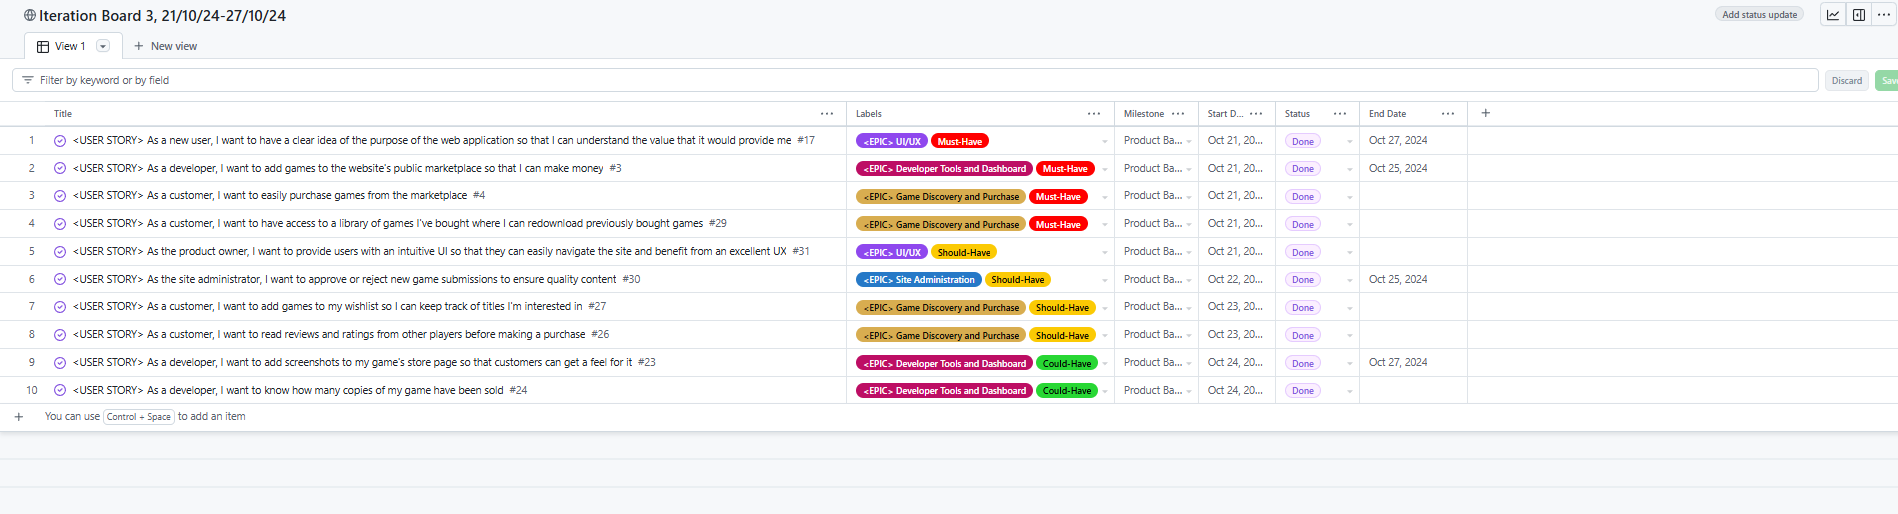 Iteration Board 3, 21/10/24-27/10/24
Add status update
View 1
New view
Filter by keyword or by field
Discard
Save
Title Labels Milestone Start D... Status End Date
1 <USER STORY> As a new user, I want to have a clear idea of the purpose of the web application so that I can understand the value that it would provide me #17 <EPIC> UI/UX Must-Have Product Ba... Oct 21, 20... Done Oct 27, 2024
2 <USER STORY> As a developer, I want to add games to the website's public marketplace so that I can make money #3 <EPIC> Developer Tools and Dashboard Must-Have Product Ba... Oct 21, 20... Done Oct 25, 2024
3 <USER STORY> As a customer, I want to easily purchase games from the marketplace #4 <EPIC> Game Discovery and Purchase Must-Have Product Ba... Oct 21, 20... Done
4 <USER STORY> As a customer, I want to have access to a library of games I've bought where I can redownload previously bought games #29 <EPIC> Game Discovery and Purchase Must-Have Product Ba... Oct 21, 20... Done
5 <USER STORY> As the product owner, I want to provide users with an intuitive UI so that they can easily navigate the site and benefit from an excellent UX #31 <EPIC> UI/UX Should-Have Product Ba... Oct 21, 20... Done
6 <USER STORY> As the site administrator, I want to approve or reject new game submissions to ensure quality content #30 <EPIC> Site Administration Should-Have Product Ba... Oct 22, 20... Done Oct 25, 2024
7 <USER STORY> As a customer, I want to add games to my wishlist so I can keep track of titles I'm interested in #27 <EPIC> Game Discovery and Purchase Should-Have Product Ba... Oct 23, 20... Done
8 <USER STORY> As a customer, I want to read reviews and ratings from other players before making a purchase #26 <EPIC> Game Discovery and Purchase Should-Have Product Ba... Oct 23, 20... Done
9 <USER STORY> As a developer, I want to add screenshots to my game's store page so that customers can get a feel for it #23 <EPIC> Developer Tools and Dashboard Could-Have Product Ba... Oct 24, 20... Done Oct 27, 2024
10 <USER STORY> As a developer, I want to know how many copies of my game have been sold #24 <EPIC> Developer Tools and Dashboard Could-Have Product Ba... Oct 24, 20... Done
You can use Control + Space to add an item